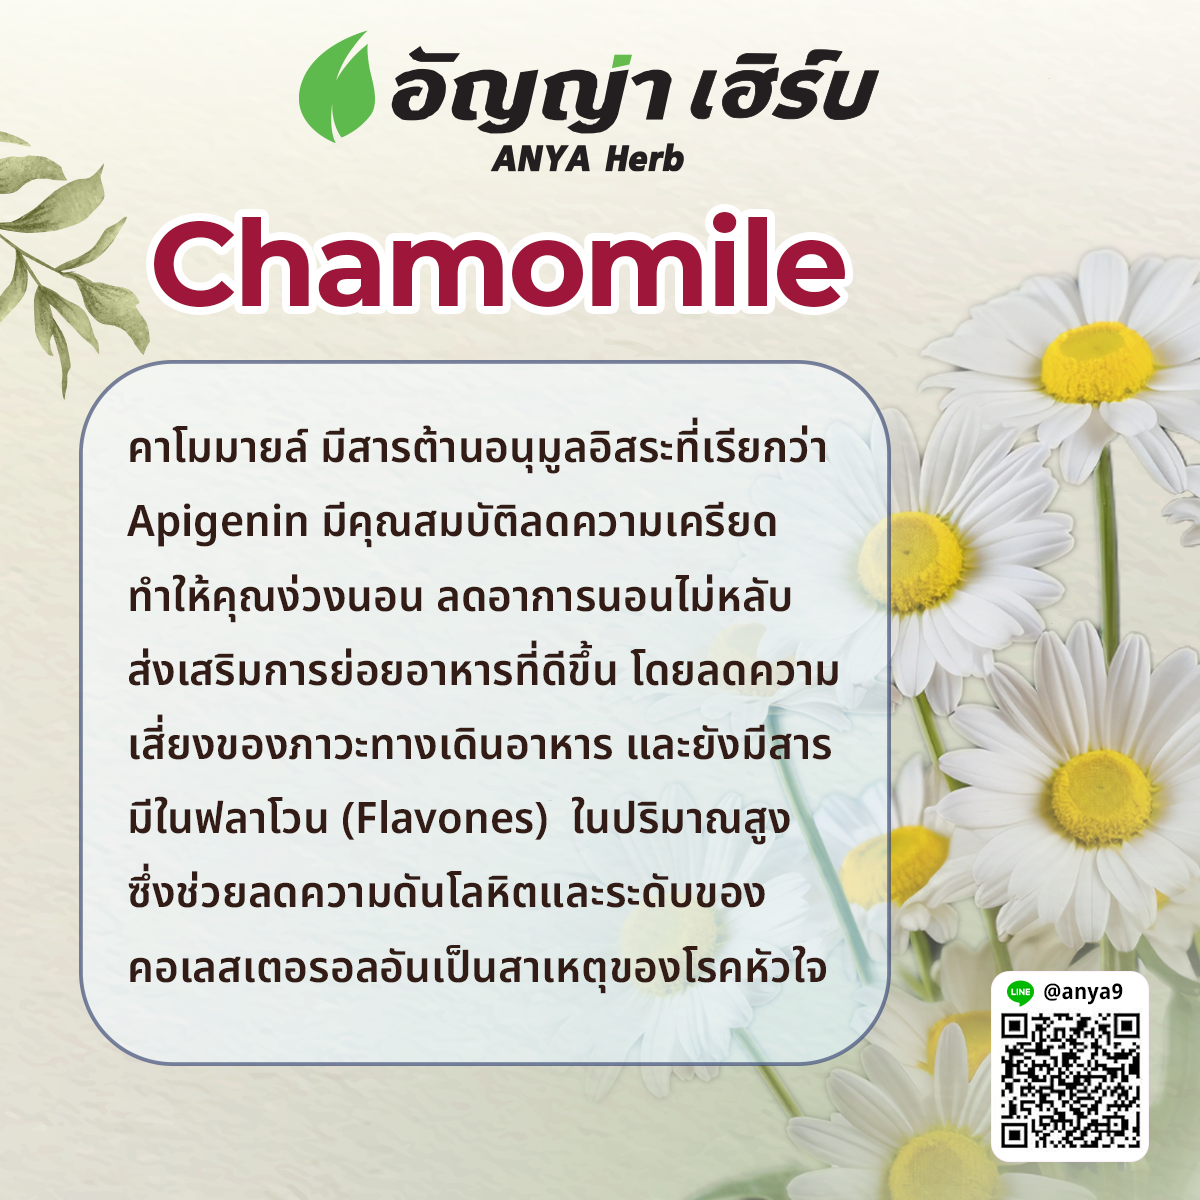 อัญญ่า เฮิร์บ
ANYA Herb
Chamomile
คาโมมายล์ มีสารต้านอนุมูลอิสระที่เรียกว่า
Apigenin มีคุณสมบัติลดความเครียด
ทำให้คุณง่วงนอน ลดอาการนอนไม่หลับ
ส่งเสริมการย่อยอาหารที่ดีขึ้น โดยลดความ
เสี่ยงของภาวะทางเดินอาหาร และยังมีสาร
มีในฟลาโวน (Flavones) ในปริมาณสูง
ซึ่งช่วยลดความดันโลหิตและระดับของ
คอเลสเตอรอลอันเป็นสาเหตุของโรคหัวใจ
LINE @anya9